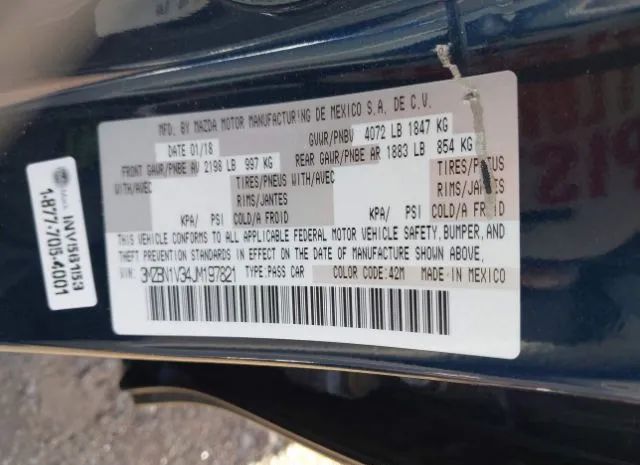 MFD. BY MAZDA MOTOR MANUFACTURING DE MEXICO S.A. DE C.V.
DATE 01/18 GVWR/PNBV 4072 LB 1847 KG
FRONT GAWR/PNBE AV 2198 LB 997 KG REAR GAWR/PNBE AR 1883 LB 854 KG
WITH/AVEC TIRES/PNEUS WITH/AVEC TIRES/PNEUS
RIMS/JANTES RIMS/JANTES
KPA/ PSI COLD/A FROID KPA/ PSI COLD/A FROID
THIS VEHICLE CONFORMS TO ALL APPLICABLE FEDERAL MOTOR VEHICLE SAFETY, BUMPER, AND
THEFT PREVENTION STANDARDS IN EFFECT ON THE DATE OF MANUFACTURE SHOWN ABOVE,
VIN: 3MZBN1V34JM197821 TYPE:PASS CAR COLOR CODE:42M MADE IN MEXICO
INV58453
1-877-705-4001